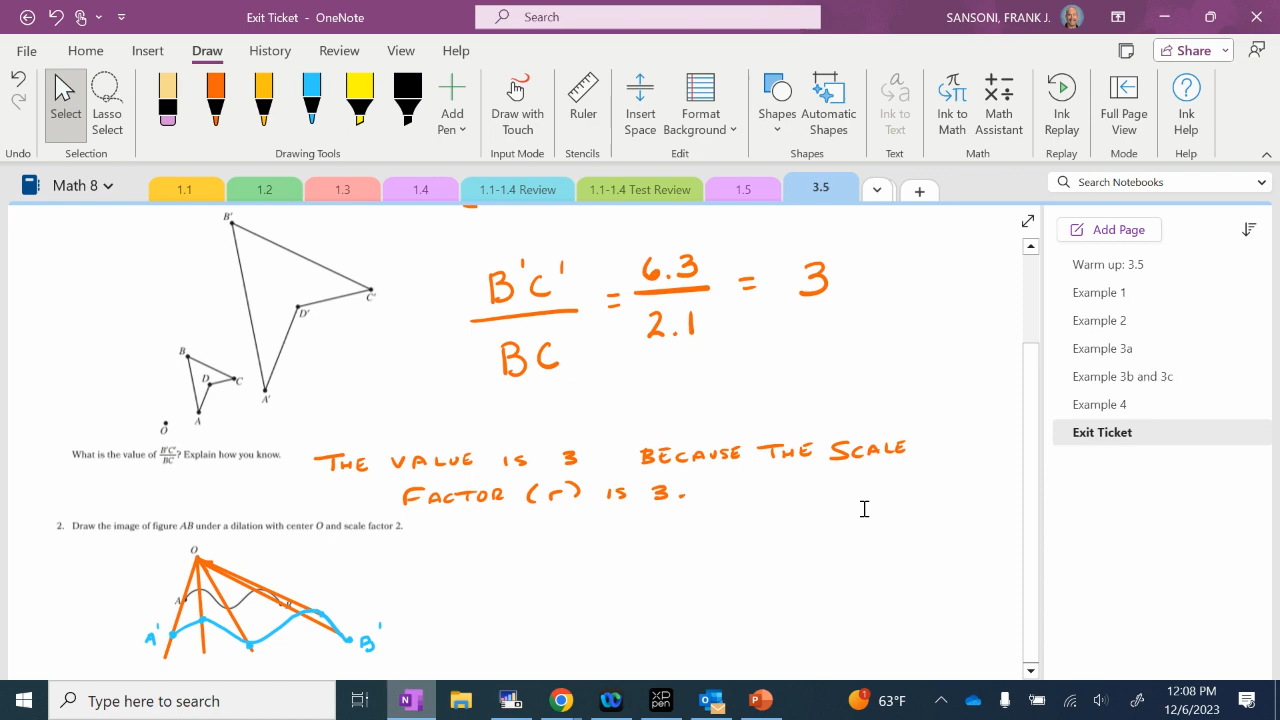 Exit Ticket - OneNote
Search
SANSONI, FRANK J.
File Home Insert Draw History Review View Help
Share
Select
Lasso Select
Add Pen
Draw with Touch
Ruler
Insert Space
Format Background
Shapes
Automatic Shapes
Ink to Text
Ink to Math
Math Assistant
Ink Replay
Full Page View
Ink Help
Undo Selection Drawing Tools Input Mode Stencils Edit Shapes Text Math Replay Mode Help
Math 8
1.1 1.2 1.3 1.4 1.1-1.4 Review 1.1-1.4 Test Review 1.5 3.5
Search Notebooks
Add Page
Warm up: 3.5
Example 1
Example 2
Example 3a
Example 3b and 3c
Example 4
Exit Ticket
B'
C'
D'
A'
B
D
C
A
O
B'C' / BC = 6.3 / 2.1 = 3
What is the value of B'C'/BC? Explain how you know.
THE VALUE IS 3 BECAUSE THE SCALE
FACTOR (r) IS 3.
2. Draw the image of figure AB under a dilation with center O and scale factor 2.
O
A
B
A'
B'
Type here to search
1
63°F
12:08 PM
12/6/2023